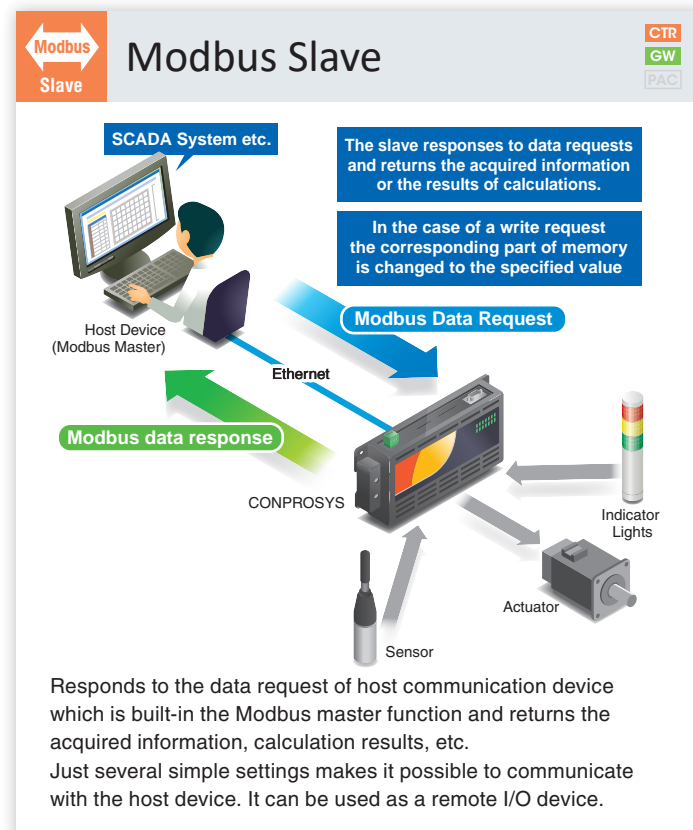 Modbus
Slave
Modbus Slave
CTR
GW
PAC
SCADA System etc.
The slave responses to data requests
and returns the acquired information
or the results of calculations.
In the case of a write request
the corresponding part of memory
is changed to the specified value
Modbus Data Request
Host Device
(Modbus Master)
Ethernet
Modbus data response
CONPROSYS
Indicator
Lights
Actuator
Sensor
Responds to the data request of host communication device
which is built-in the Modbus master function and returns the
acquired information, calculation results, etc.
Just several simple settings makes it possible to communicate
with the host device. It can be used as a remote I/O device.